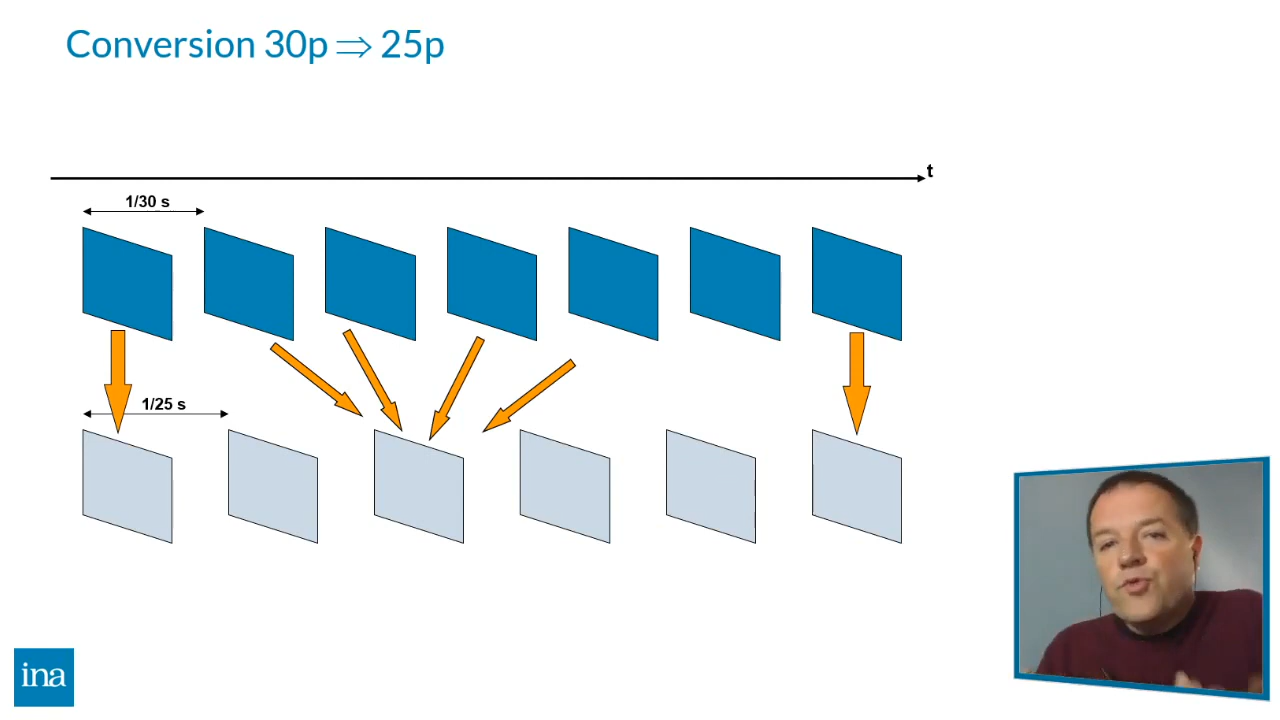 Conversion 30p ⇒ 25p
t
1/30 s
1/25 s
ina